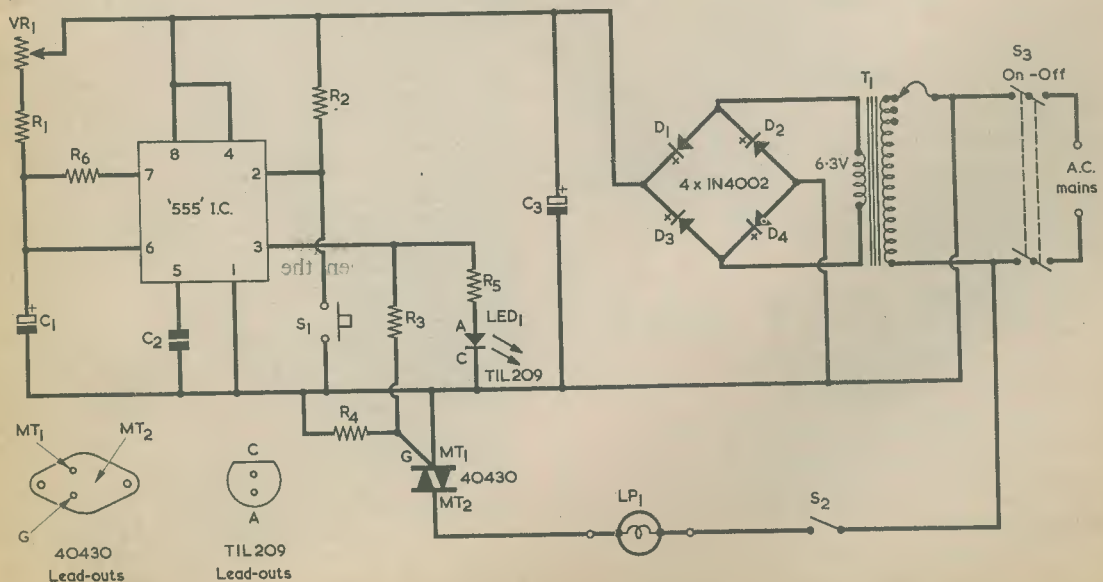 VR1
R1
R6
7
8
4
2
R2
'555' I.C.
6
5
1
3
C1
+
C2
S1
R3
R5
A
C
LED1
TIL209
C3
+
D1
D2
4 x IN4002
D3
D4
6·3V
T1
S3
On-Off
A.C.
mains
R4
G
MT1
40430
MT2
LP1
S2
MT1
MT2
G
40430
Lead-outs
C
A
TIL209
Lead-outs